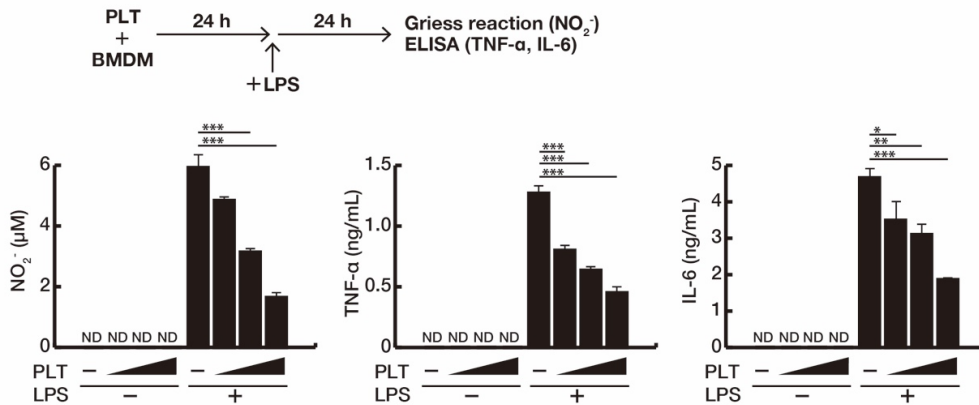 PLT
+
BMDM
24 h
24 h
+LPS
Griess reaction (NO₂⁻)
ELISA (TNF-α, IL-6)
***
***
6
4
2
0
NO₂⁻ (μM)
ND ND ND ND
PLT −
LPS − +
***
***
***
1.5
1.0
0.5
0
TNF-α (ng/mL)
ND ND ND ND
PLT − −
LPS − +
*
**
***
5
4
3
2
1
0
IL-6 (ng/mL)
ND ND ND ND
PLT − −
LPS − +